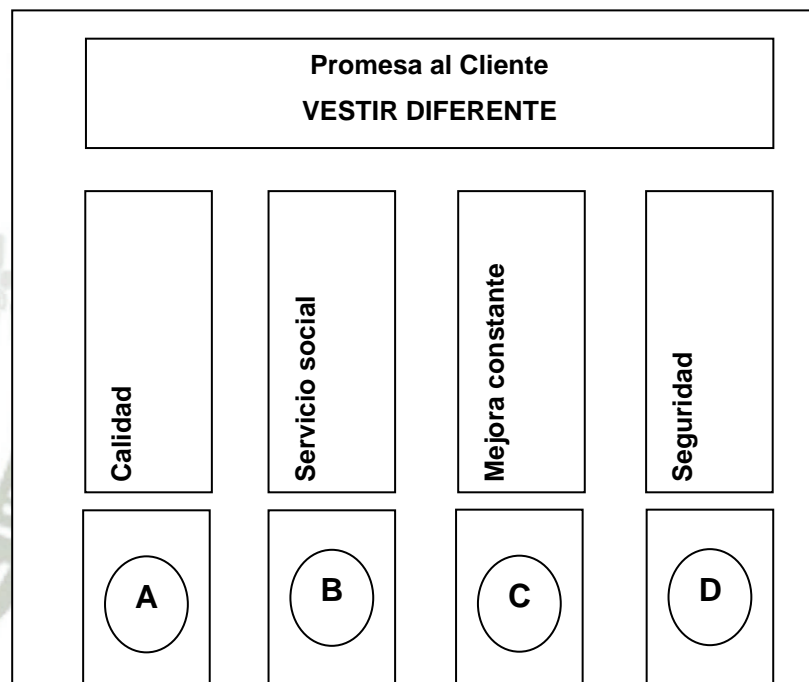 Promesa al Cliente
VESTIR DIFERENTE
Calidad
Servicio social
Mejora constante
Seguridad
A
B
C
D